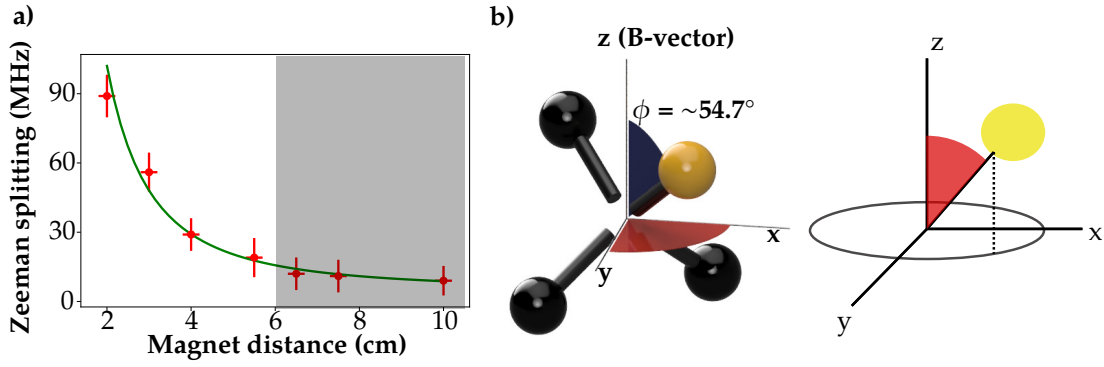 a)
Zeeman splitting (MHz)
90
60
30
0
2
4
6
8
10
Magnet distance (cm)
b)
z (B-vector)
ϕ = ~54.7°
x
y
z
x
y